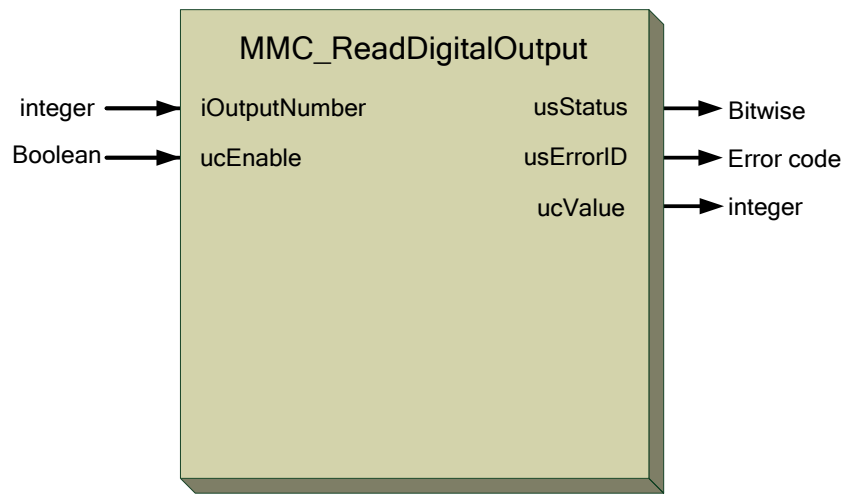 MMC_ReadDigitalOutput
integer iOutputNumber usStatus Bitwise
Boolean ucEnable usErrorID Error code
ucValue integer